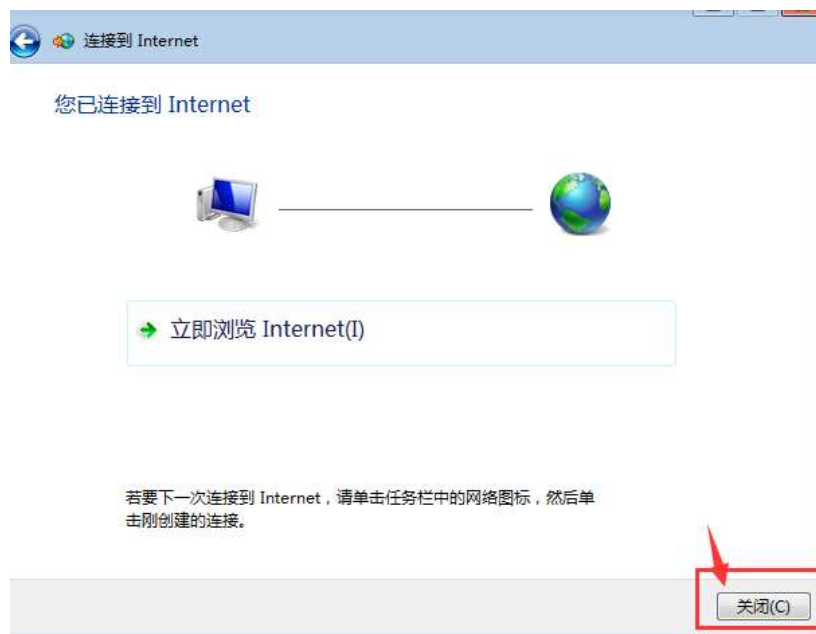 连接到 Internet
您已连接到 Internet
立即浏览 Internet(I)
若要下一次连接到 Internet，请单击任务栏中的网络图标，然后单
击刚创建的连接。
关闭(C)